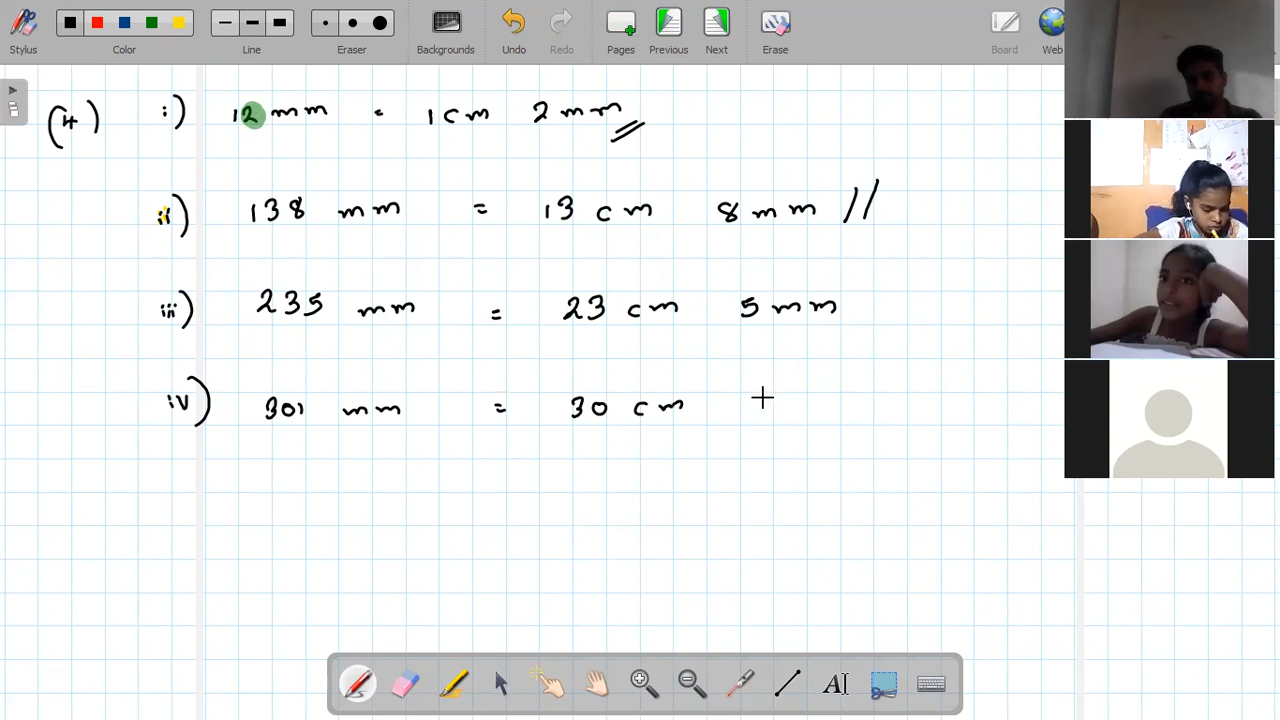 Stylus Color Line Eraser Backgrounds Undo Redo Pages Previous Next Erase Board Web
(4) i) 12 mm = 1 cm 2 mm
ii) 138 mm = 13 cm 8 mm //
iii) 235 mm = 23 cm 5 mm
iv) 301 mm = 30 cm